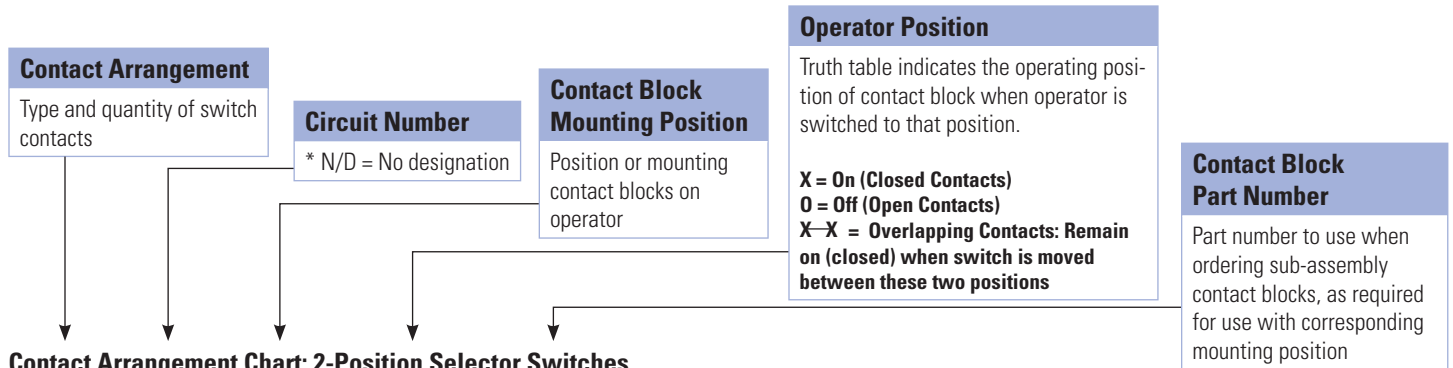 Contact Arrangement
Type and quantity of switch
contacts
Circuit Number
* N/D = No designation
Contact Block
Mounting Position
Position or mounting
contact blocks on
operator
Operator Position
Truth table indicates the operating posi-
tion of contact block when operator is
switched to that position.
X = On (Closed Contacts)
O = Off (Open Contacts)
X—X = Overlapping Contacts: Remain
on (closed) when switch is moved
between these two positions
Contact Block
Part Number
Part number to use when
ordering sub-assembly
contact blocks, as required
for use with corresponding
mounting position
Contact Arrangement Chart: 2-Position Selector Switches